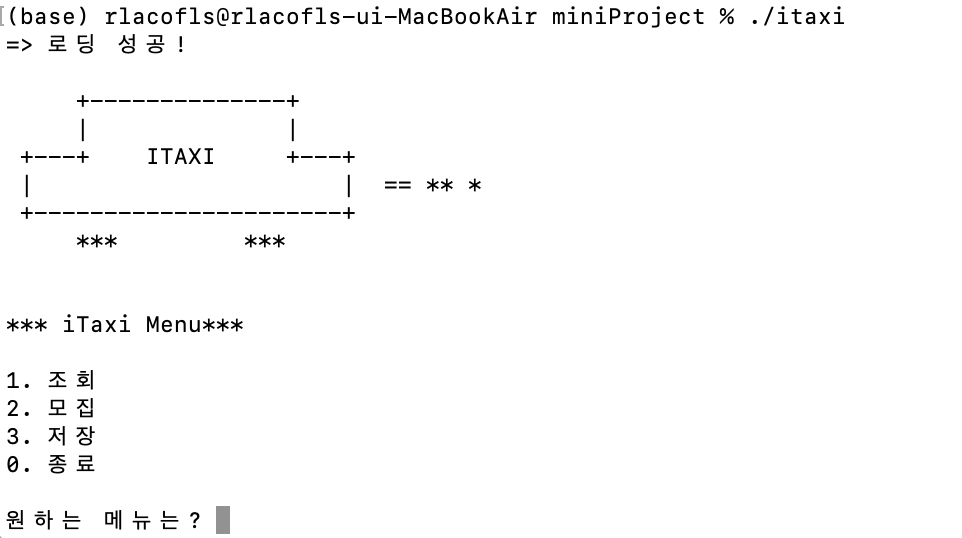 (base) rlacofls@rlacofls-ui-MacBookAir miniProject % ./itaxi
=> 로딩 성공!
     +--------------+
     |              |
 +---+    ITAXI     +---+
 |                      |  == ** *
 +----------------------+
     ***         ***
*** iTaxi Menu***
1. 조회
2. 모집
3. 저장
0. 종료
원하는 메뉴는?